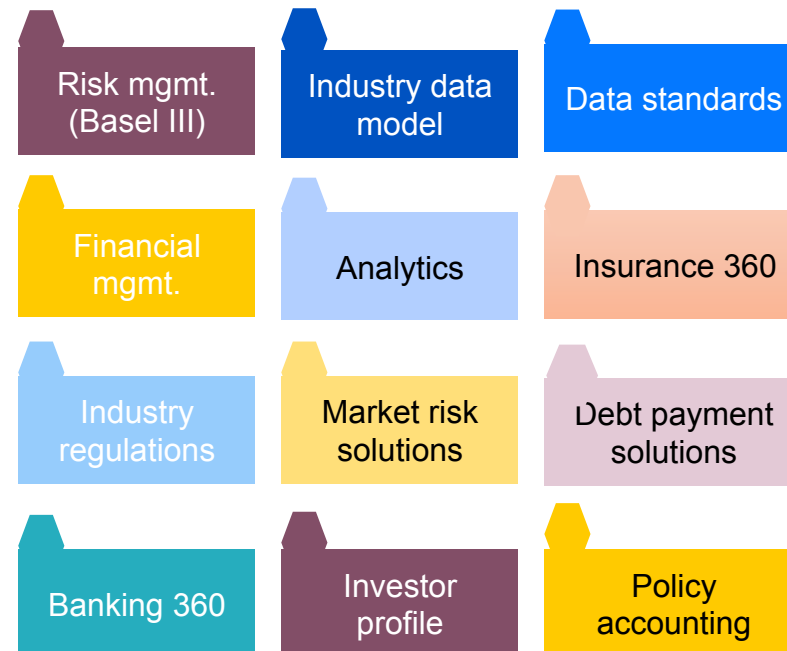 Risk mgmt.
(Basel III)
Industry data
model
Data standards
Financial
mgmt.
Analytics
Insurance 360
Industry
regulations
Market risk
solutions
Debt payment
solutions
Banking 360
Investor
profile
Policy
accounting